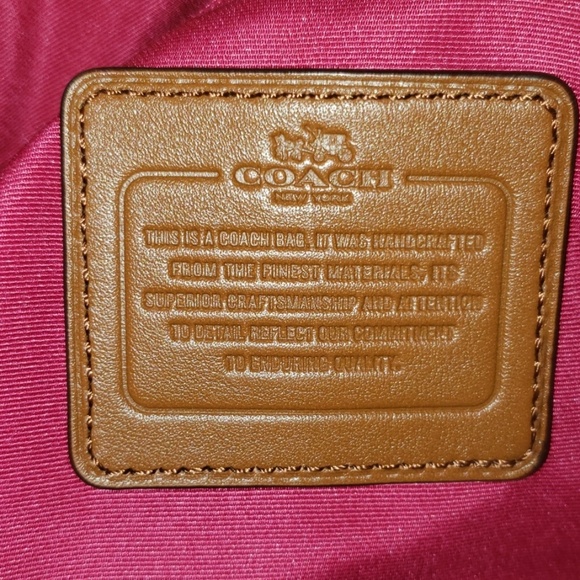 COACH
NEW YORK
THIS IS A COACH BAG. IT WAS HANDCRAFTED
FROM THE FINEST MATERIALS. ITS
SUPERIOR CRAFTSMANSHIP AND ATTENTION
TO DETAIL REFLECT OUR COMMITMENT
TO ENDURING QUALITY.